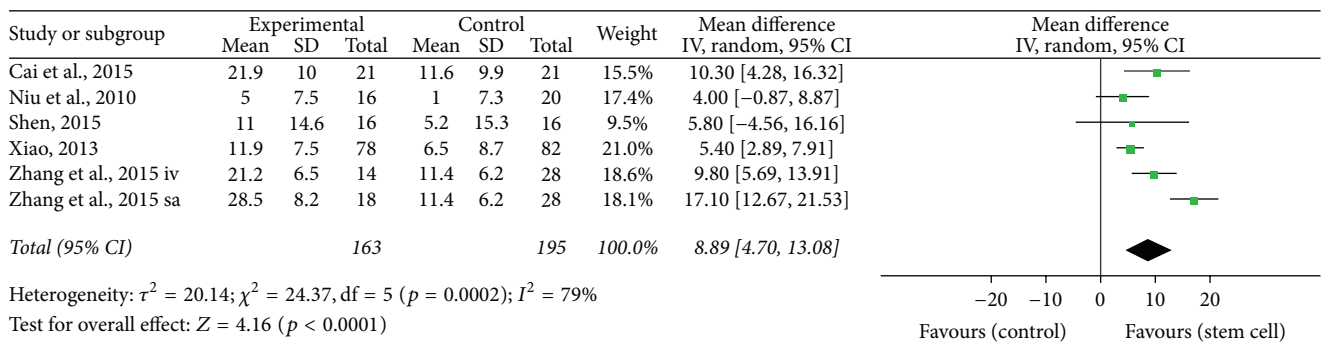 Study or subgroup Experimental Control Weight Mean difference Mean difference
Mean SD Total Mean SD Total IV, random, 95% CI IV, random, 95% CI
Cai et al., 2015 21.9 10 21 11.6 9.9 21 15.5% 10.30 [4.28, 16.32]
Niu et al., 2010 5 7.5 16 1 7.3 20 17.4% 4.00 [−0.87, 8.87]
Shen, 2015 11 14.6 16 5.2 15.3 16 9.5% 5.80 [−4.56, 16.16]
Xiao, 2013 11.9 7.5 78 6.5 8.7 82 21.0% 5.40 [2.89, 7.91]
Zhang et al., 2015 iv 21.2 6.5 14 11.4 6.2 28 18.6% 9.80 [5.69, 13.91]
Zhang et al., 2015 sa 28.5 8.2 18 11.4 6.2 28 18.1% 17.10 [12.67, 21.53]
Total (95% CI) 163 195 100.0% 8.89 [4.70, 13.08]
Heterogeneity: τ² = 20.14; χ² = 24.37, df = 5 (p = 0.0002); I² = 79%
Test for overall effect: Z = 4.16 (p < 0.0001)
−20 −10 0 10 20
Favours (control) Favours (stem cell)